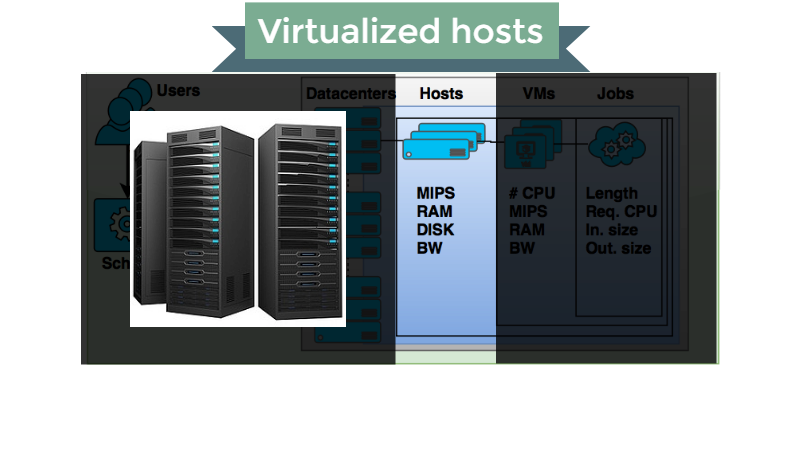 Virtualized hosts
Users
Datacenters
Hosts
VMs
Jobs
MIPS
RAM
DISK
BW
# CPU
MIPS
RAM
BW
Length
Req. CPU
In. size
Out. size
Sch